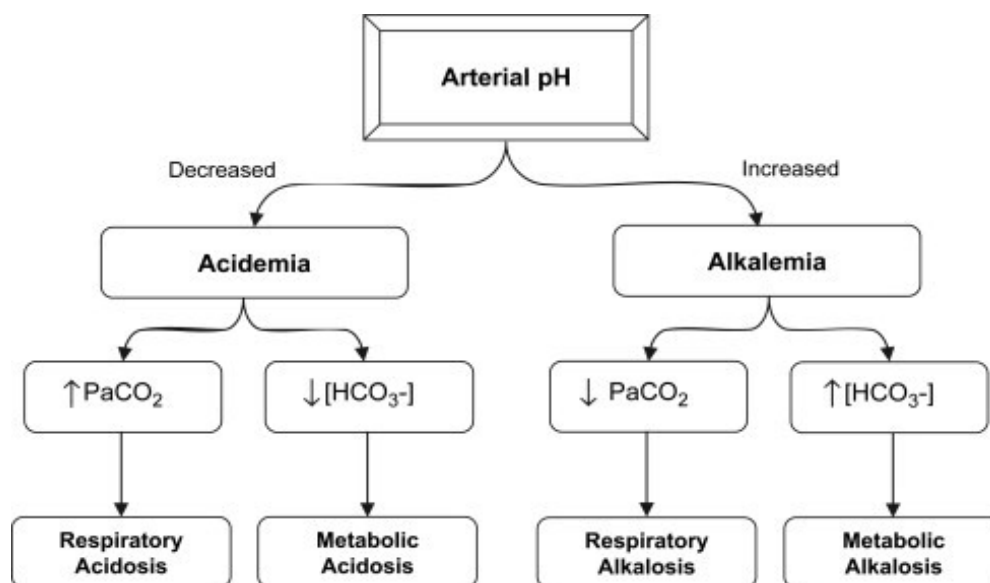 Arterial pH
Decreased
Increased
Acidemia
Alkalemia
↑PaCO₂
↓[HCO₃-]
↓ PaCO₂
↑[HCO₃-]
Respiratory
Acidosis
Metabolic
Acidosis
Respiratory
Alkalosis
Metabolic
Alkalosis